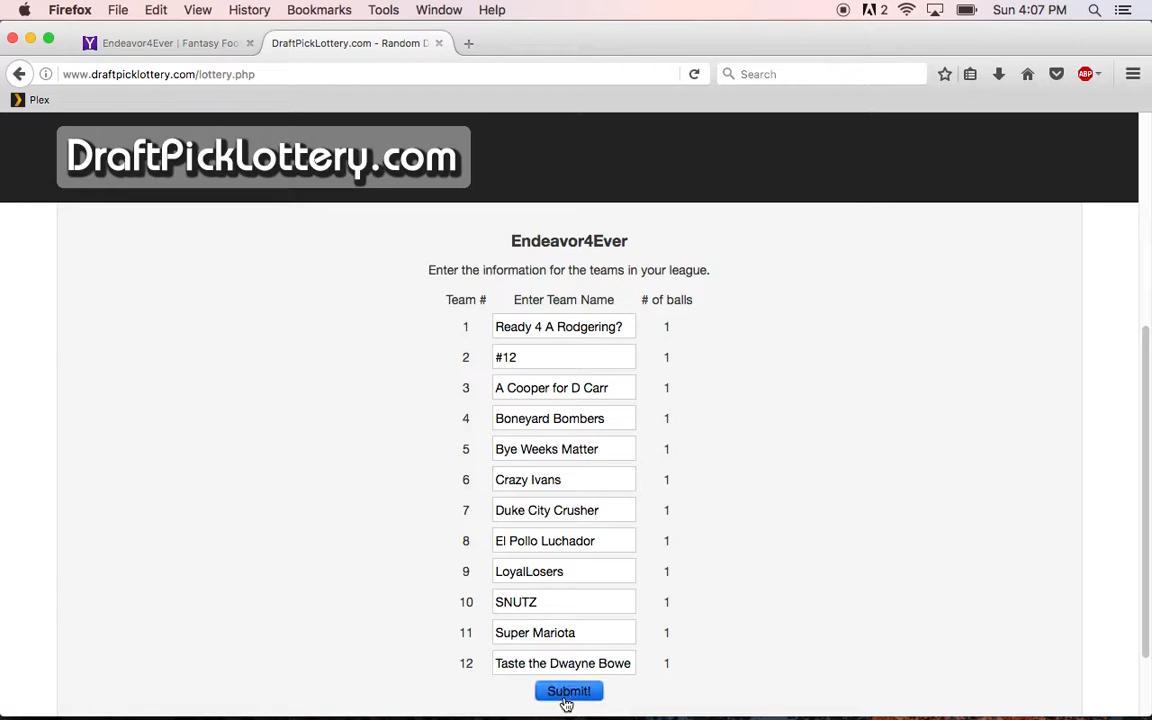 Firefox File Edit View History Bookmarks Tools Window Help 2 Sun 4:07 PM
Endeavor4Ever | Fantasy Foo DraftPickLottery.com - Random D
www.draftpicklottery.com/lottery.php Search ABP
Plex
DraftPickLottery.com
Endeavor4Ever
Enter the information for the teams in your league.
Team # Enter Team Name # of balls
1 Ready 4 A Rodgering? 1
2 #12 1
3 A Cooper for D Carr 1
4 Boneyard Bombers 1
5 Bye Weeks Matter 1
6 Crazy Ivans 1
7 Duke City Crusher 1
8 El Pollo Luchador 1
9 LoyalLosers 1
10 SNUTZ 1
11 Super Mariota 1
12 Taste the Dwayne Bowe 1
Submit!